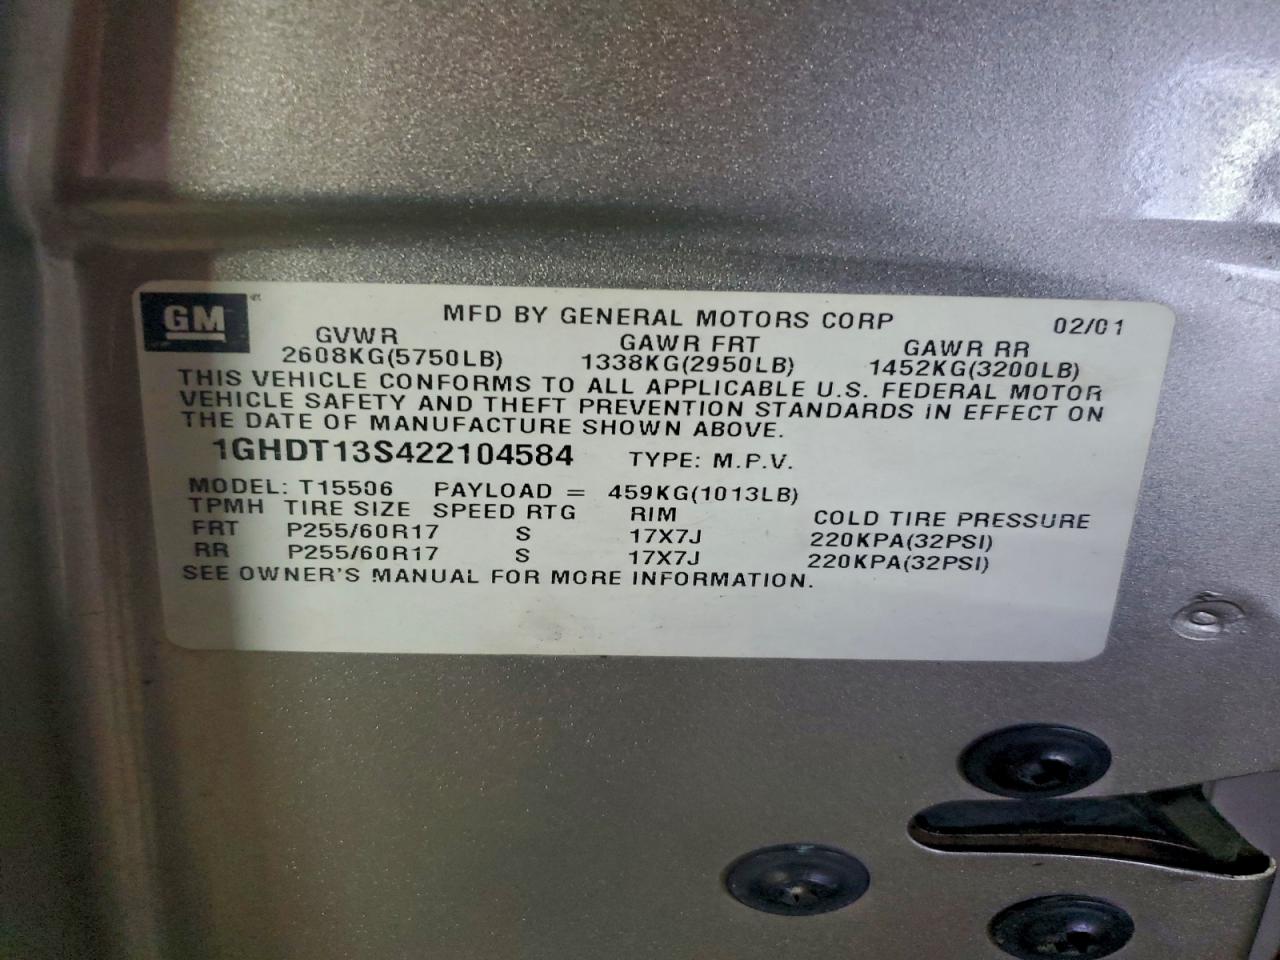 GM
MFD BY GENERAL MOTORS CORP 02/01
GVWR GAWR FRT GAWR RR
2608KG(5750LB) 1338KG(2950LB) 1452KG(3200LB)
THIS VEHICLE CONFORMS TO ALL APPLICABLE U.S. FEDERAL MOTOR
VEHICLE SAFETY AND THEFT PREVENTION STANDARDS IN EFFECT ON
THE DATE OF MANUFACTURE SHOWN ABOVE.
1GHDT13S422104584 TYPE: M.P.V.
MODEL: T15506 PAYLOAD = 459KG(1013LB)
TPMH TIRE SIZE SPEED RTG RIM COLD TIRE PRESSURE
FRT P255/60R17 S 17X7J 220KPA(32PSI)
RR P255/60R17 S 17X7J 220KPA(32PSI)
SEE OWNER'S MANUAL FOR MORE INFORMATION.